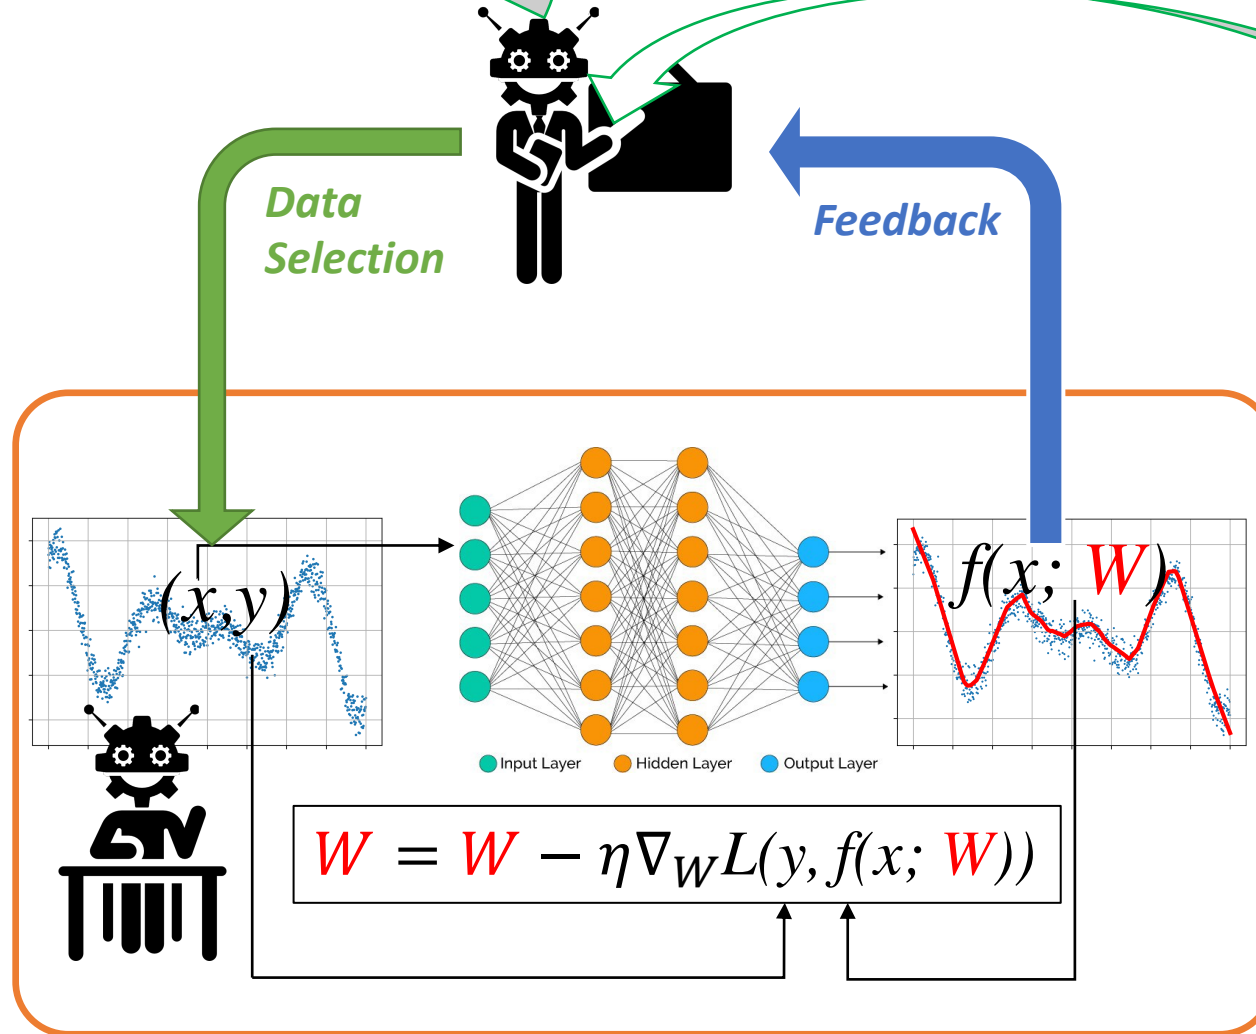 Data
Selection
Feedback
(x,y)
f(x; W)
Input Layer
Hidden Layer
Output Layer
W = W − η∇_W L(y, f(x; W))